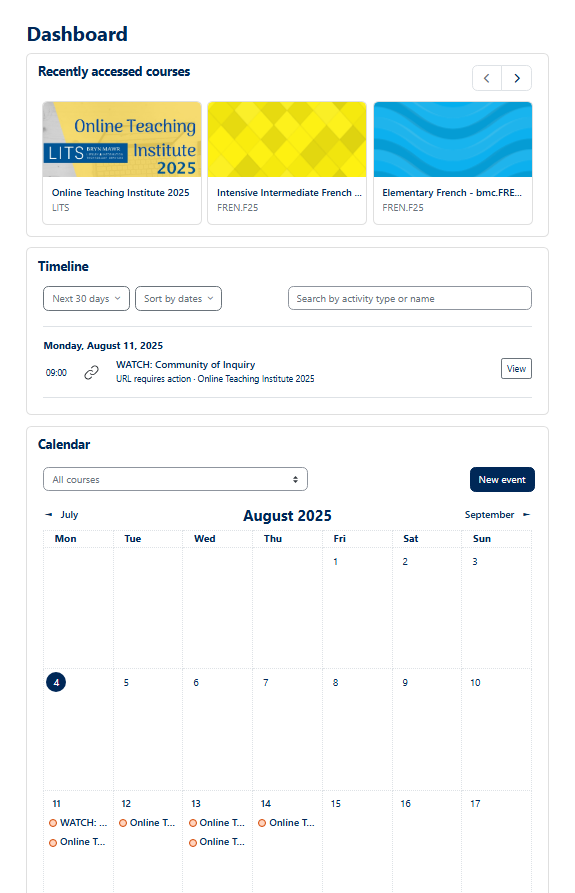 Dashboard
Recently accessed courses
Online Teaching
LITS BRYN MAWR Institute
2025
Online Teaching Institute 2025
LITS
Intensive Intermediate French ...
FREN.F25
Elementary French - bmc.FRE...
FREN.F25
Timeline
Next 30 days
Sort by dates
Search by activity type or name
Monday, August 11, 2025
09:00
WATCH: Community of Inquiry
URL requires action · Online Teaching Institute 2025
View
Calendar
All courses
New event
July
August 2025
September
Mon Tue Wed Thu Fri Sat Sun
1 2 3
4 5 6 7 8 9 10
11 12 13 14 15 16 17
WATCH: ... Online T... Online T... Online T...
Online T... Online T...